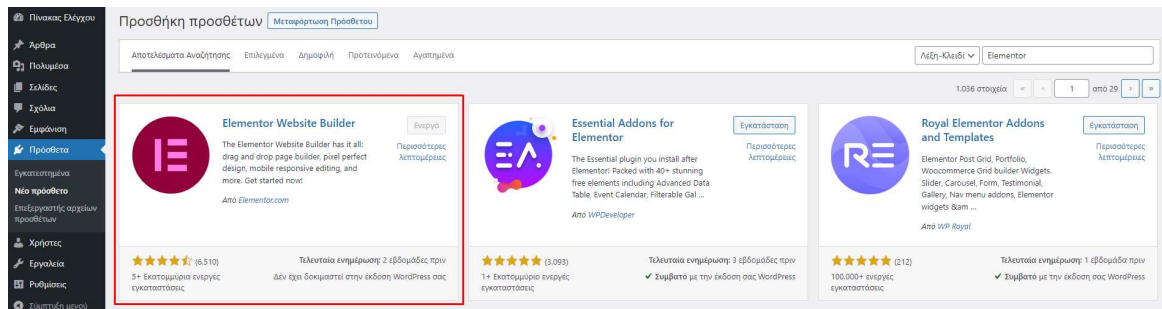 Πίνακας Ελέγχου
Άρθρα
Πολυμέσα
Σελίδες
Σχόλια
Εμφάνιση
Πρόσθετα
Εγκατεστημένα
Νέο πρόσθετο
Επεξεργαστής αρχείων
προσθέτων
Χρήστες
Εργαλεία
Ρυθμίσεις
Σύμπτυξη μενού
Προσθήκη προσθέτων Μεταφόρτωση Πρόσθετου
Αποτελέσματα Αναζήτησης Επιλεγμένα Δημοφιλή Προτεινόμενα Αγαπημένα Λέξη-Κλειδί Elementor
1.036 στοιχεία « ‹ 1 από 29 › »
Elementor Website Builder
Ενεργό
Περισσότερες
λεπτομέρειες
The Elementor Website Builder has it all:
drag and drop page builder, pixel perfect
design, mobile responsive editing, and
more. Get started now!
Από Elementor.com
(6.510)
5+ Εκατομμύρια ενεργές
εγκαταστάσεις
Τελευταία ενημέρωση: 2 εβδομάδες πριν
Δέν έχει δοκιμαστεί στην έκδοση WordPress σας
Essential Addons for
Elementor
Εγκατάσταση
Περισσότερες
λεπτομέρειες
The Essential plugin you install after
Elementor! Packed with 40+ stunning
free elements including Advanced Data
Table, Event Calendar, Filterable Gal ...
Από WPDeveloper
(3.093)
1+ Εκατομμύριο ενεργές
εγκαταστάσεις
Τελευταία ενημέρωση: 3 εβδομάδες πριν
✔ Συμβατό με την έκδοση σας WordPress
RE
Royal Elementor Addons
and Templates
Εγκατάσταση
Περισσότερες
λεπτομέρειες
Elementor Post Grid, Portfolio,
Woocommerce Grid builder Widgets.
Slider, Carousel, Form, Testimonial,
Gallery, Nav menu addons, Elementor
widgets &am ...
Από WP Royal
(212)
100.000+ ενεργές
εγκαταστάσεις
Τελευταία ενημέρωση: 1 εβδομάδα πριν
✔ Συμβατό με την έκδοση σας WordPress